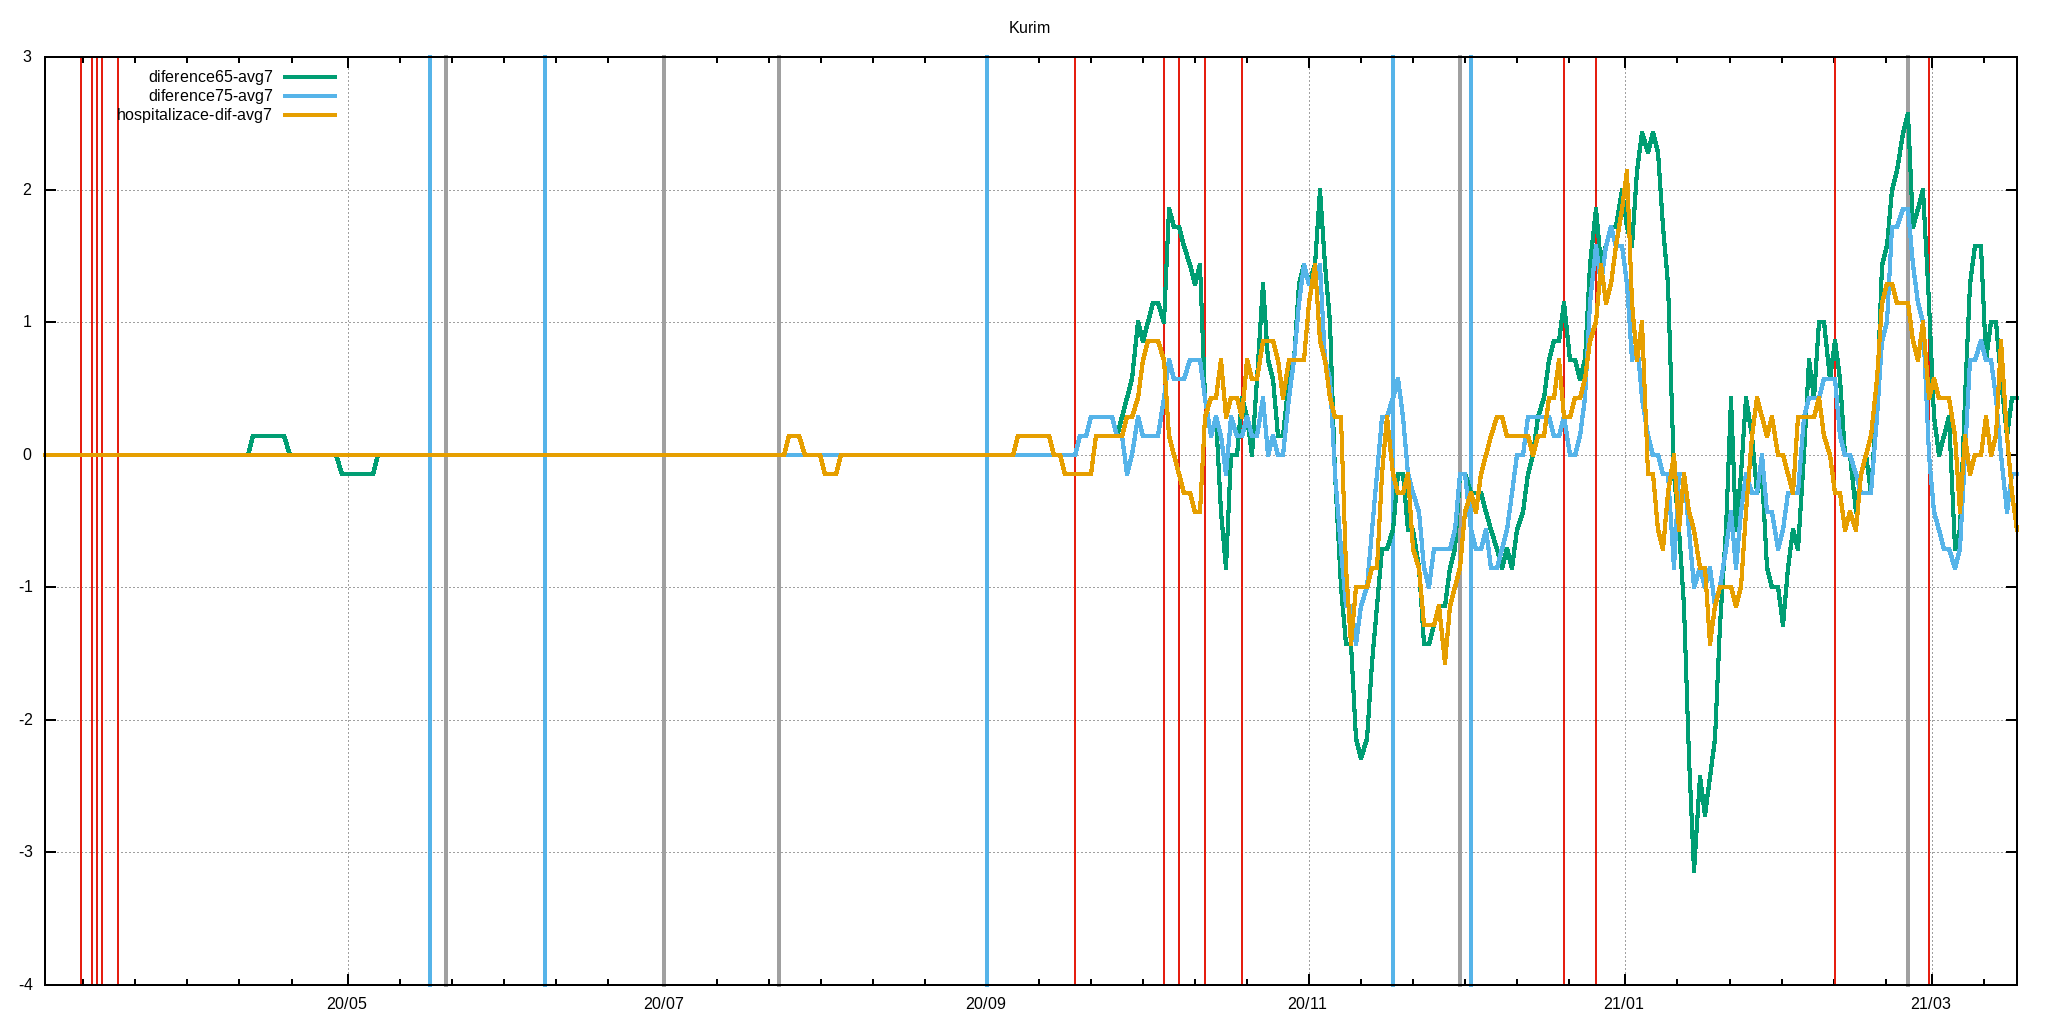 Kurim
3
diference65-avg7
diference75-avg7
hospitalizace-dif-avg7
2
1
0
-1
-2
-3
-4
20/05 20/07 20/09 20/11 21/01 21/03